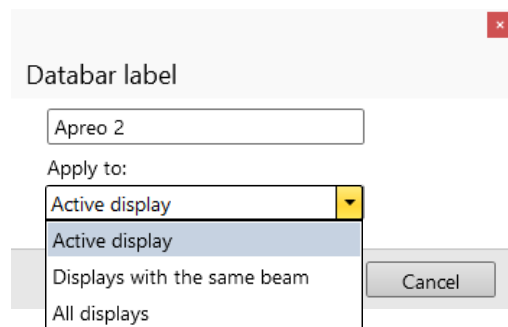 Databar label
Apreo 2
Apply to:
Active display
Active display
Displays with the same beam
Cancel
All displays